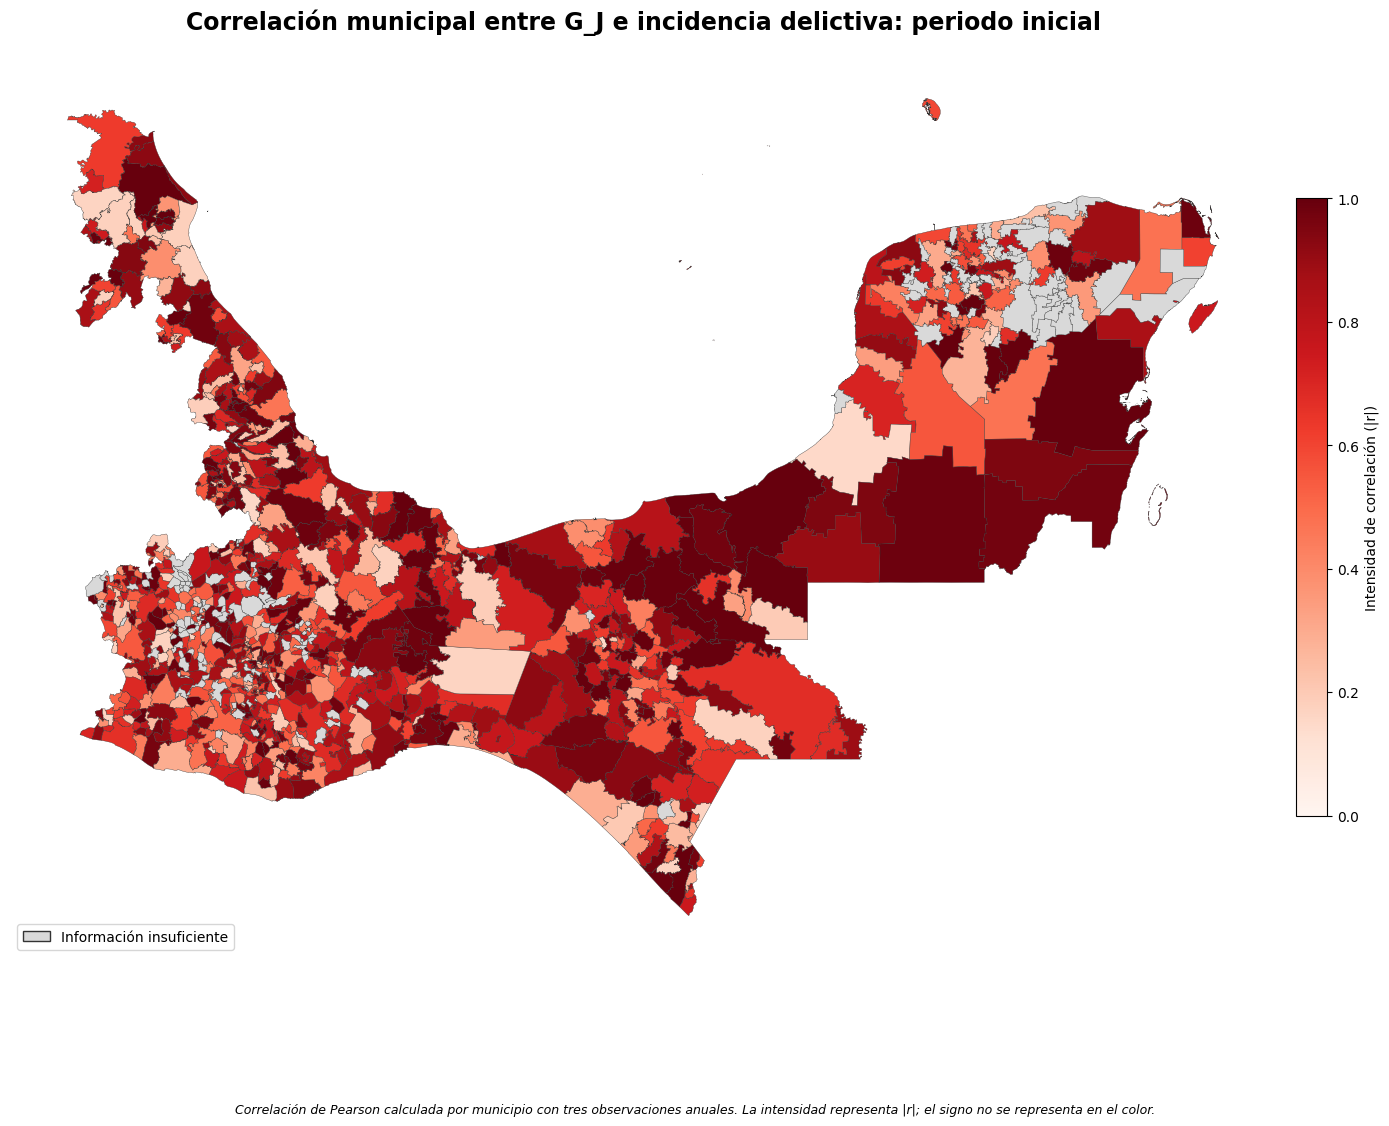 Correlación municipal entre G_J e incidencia delictiva: periodo inicial
1.0
0.8
0.6
0.4
0.2
0.0
Intensidad de correlación (|r|)
Información insuficiente
Correlación de Pearson calculada por municipio con tres observaciones anuales. La intensidad representa |r|; el signo no se representa en el color.